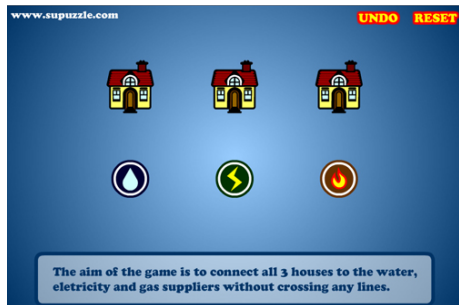 www.supuzzle.com
UNDO RESET
The aim of the game is to connect all 3 houses to the water,
eletricity and gas suppliers without crossing any lines.